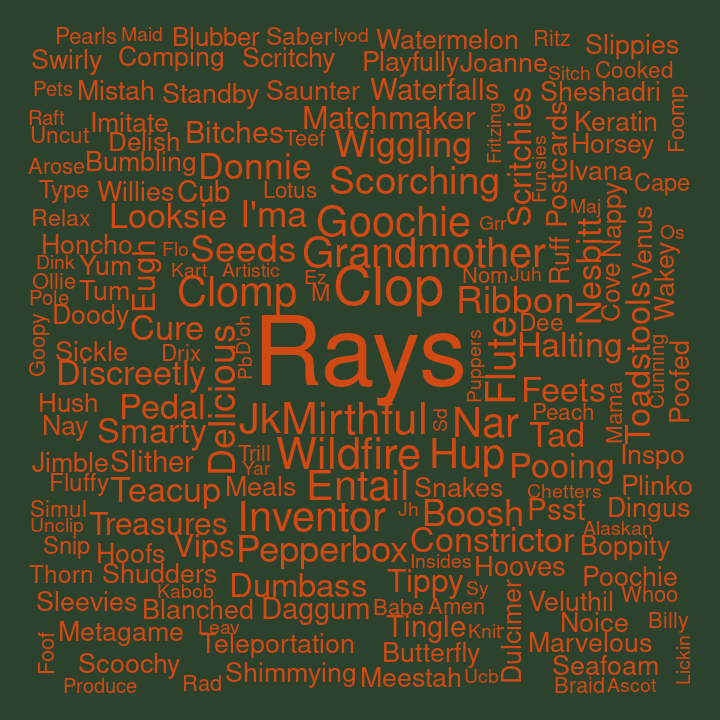 Pearls Maid Blubber Saber Iyod Watermelon Ritz Slippies
Swirly Comping Scritchy Playfully Joanne Sitch Cooked
Pets Mistah Standby Saunter Waterfalls Sheshadri Foomp
Raft Imitate Matchmaker Fritzing Scritchies Postcards Keratin
Uncut Delish Bitches Teef Wiggling Funsies Horsey
Arose Bumbling Donnie Scorching Ivana Cape
Type Willies Cub Lotus Maj Nappy
Relax Looksie I'ma Goochie Grr Ruff Nesbitt Venus Os
Honcho Eugh Flo Seeds Grandmother Cove Wakey
Dink Yum Kart Artistic Ez Nom Juh
Ollie Tum Clomp M Clop Ribbon Toadstools
Pole Doody Cure D'oh Rays Flute Dee
Goopy Sickle Drix Pb Puppers Halting Cunning Poofed
Discreetly Delicious Feets Mama
Hush Pedal Jk Mirthful Sd Nar Peach
Nay Smarty Tad
Jimble Slither Trill Yar Wildfire Hup Pooing Inspo
Fluffy Teacup Meals Entail Snakes Chetters Plinko
Simul Treasures Inventor Jh Boosh Psst Dingus
Unclip Alaskan
Snip Hoofs Vips Pepperbox Constrictor Boppity
Thorn Shudders Insides Hooves Poochie
Sleevies Kabob Dumbass Tippy Sy Dulcimer Veluthil Whoo
Blanched Daggum Babe Amen Noice Billy
Metagame Leav Teleportation Tingle Knit Marvelous
Foof Scoochy Butterfly Seafoam Lickin'
Produce Rad Shimmying Meestah Ucb Braid Ascot